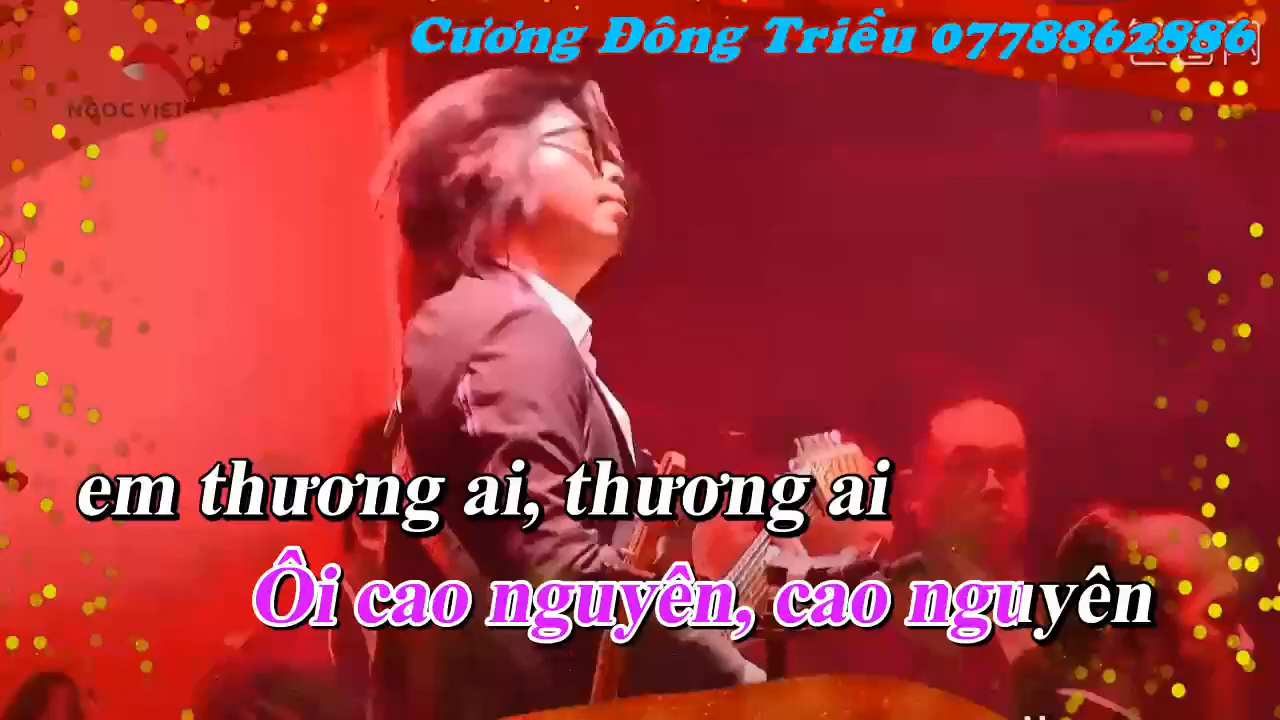 Cương Đông Triều 0778862886
NGOC VIET
em thương ai, thương ai
Ôi cao nguyên, cao nguyên